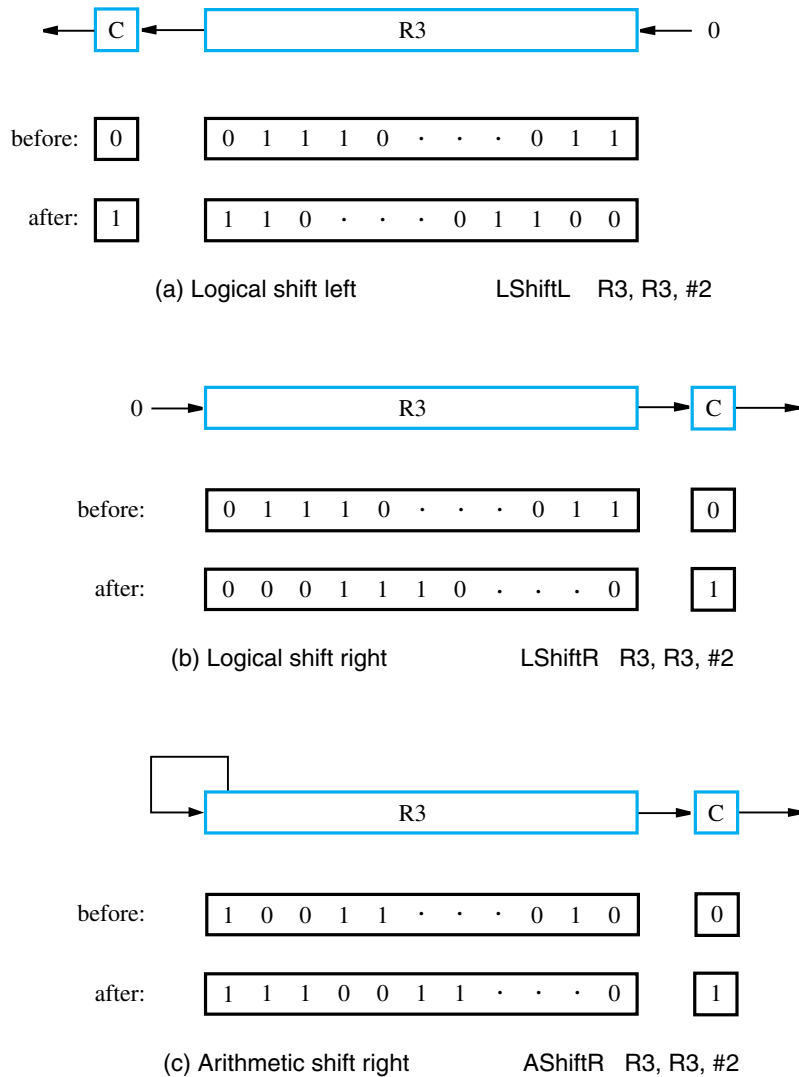 C R3 0
before: 0 0 1 1 1 0 · · · 0 1 1
after: 1 1 1 0 · · · 0 1 1 0 0
(a) Logical shift left LShiftL R3, R3, #2
0 R3 C
before: 0 1 1 1 0 · · · 0 1 1 0
after: 0 0 0 1 1 1 0 · · · 0 1
(b) Logical shift right LShiftR R3, R3, #2
R3 C
before: 1 0 0 1 1 · · · 0 1 0 0
after: 1 1 1 0 0 1 1 · · · 0 1
(c) Arithmetic shift right AShiftR R3, R3, #2